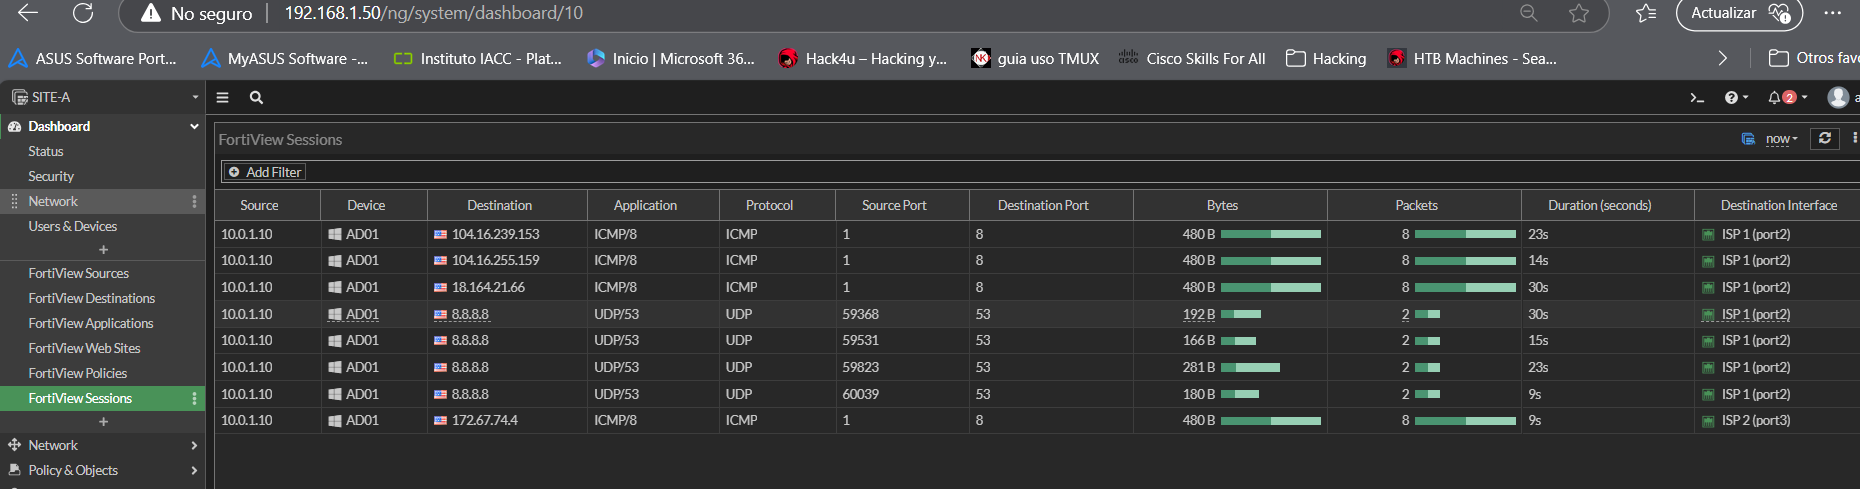 No seguro 192.168.1.50/ng/system/dashboard/10 Actualizar
ASUS Software Port... MyASUS Software -... Instituto IACC - Plat... Inicio | Microsoft 36... Hack4u – Hacking y... NK guia uso TMUX cisco Cisco Skills For All Hacking HTB Machines - Sea... Otros favo
SITE-A
Dashboard
Status
Security
Network
Users & Devices
+
FortiView Sources
FortiView Destinations
FortiView Applications
FortiView Web Sites
FortiView Policies
FortiView Sessions
+
Network
Policy & Objects
>_ ? 2 a
FortiView Sessions now
Add Filter
Source Device Destination Application Protocol Source Port Destination Port Bytes Packets Duration (seconds) Destination Interface
10.0.1.10 AD01 104.16.239.153 ICMP/8 ICMP 1 8 480 B 8 23s ISP 1 (port2)
10.0.1.10 AD01 104.16.255.159 ICMP/8 ICMP 1 8 480 B 8 14s ISP 1 (port2)
10.0.1.10 AD01 18.164.21.66 ICMP/8 ICMP 1 8 480 B 8 30s ISP 1 (port2)
10.0.1.10 AD01 8.8.8.8 UDP/53 UDP 59368 53 192 B 2 30s ISP 1 (port2)
10.0.1.10 AD01 8.8.8.8 UDP/53 UDP 59531 53 166 B 2 15s ISP 1 (port2)
10.0.1.10 AD01 8.8.8.8 UDP/53 UDP 59823 53 281 B 2 23s ISP 1 (port2)
10.0.1.10 AD01 8.8.8.8 UDP/53 UDP 60039 53 180 B 2 9s ISP 1 (port2)
10.0.1.10 AD01 172.67.74.4 ICMP/8 ICMP 1 8 480 B 8 9s ISP 2 (port3)